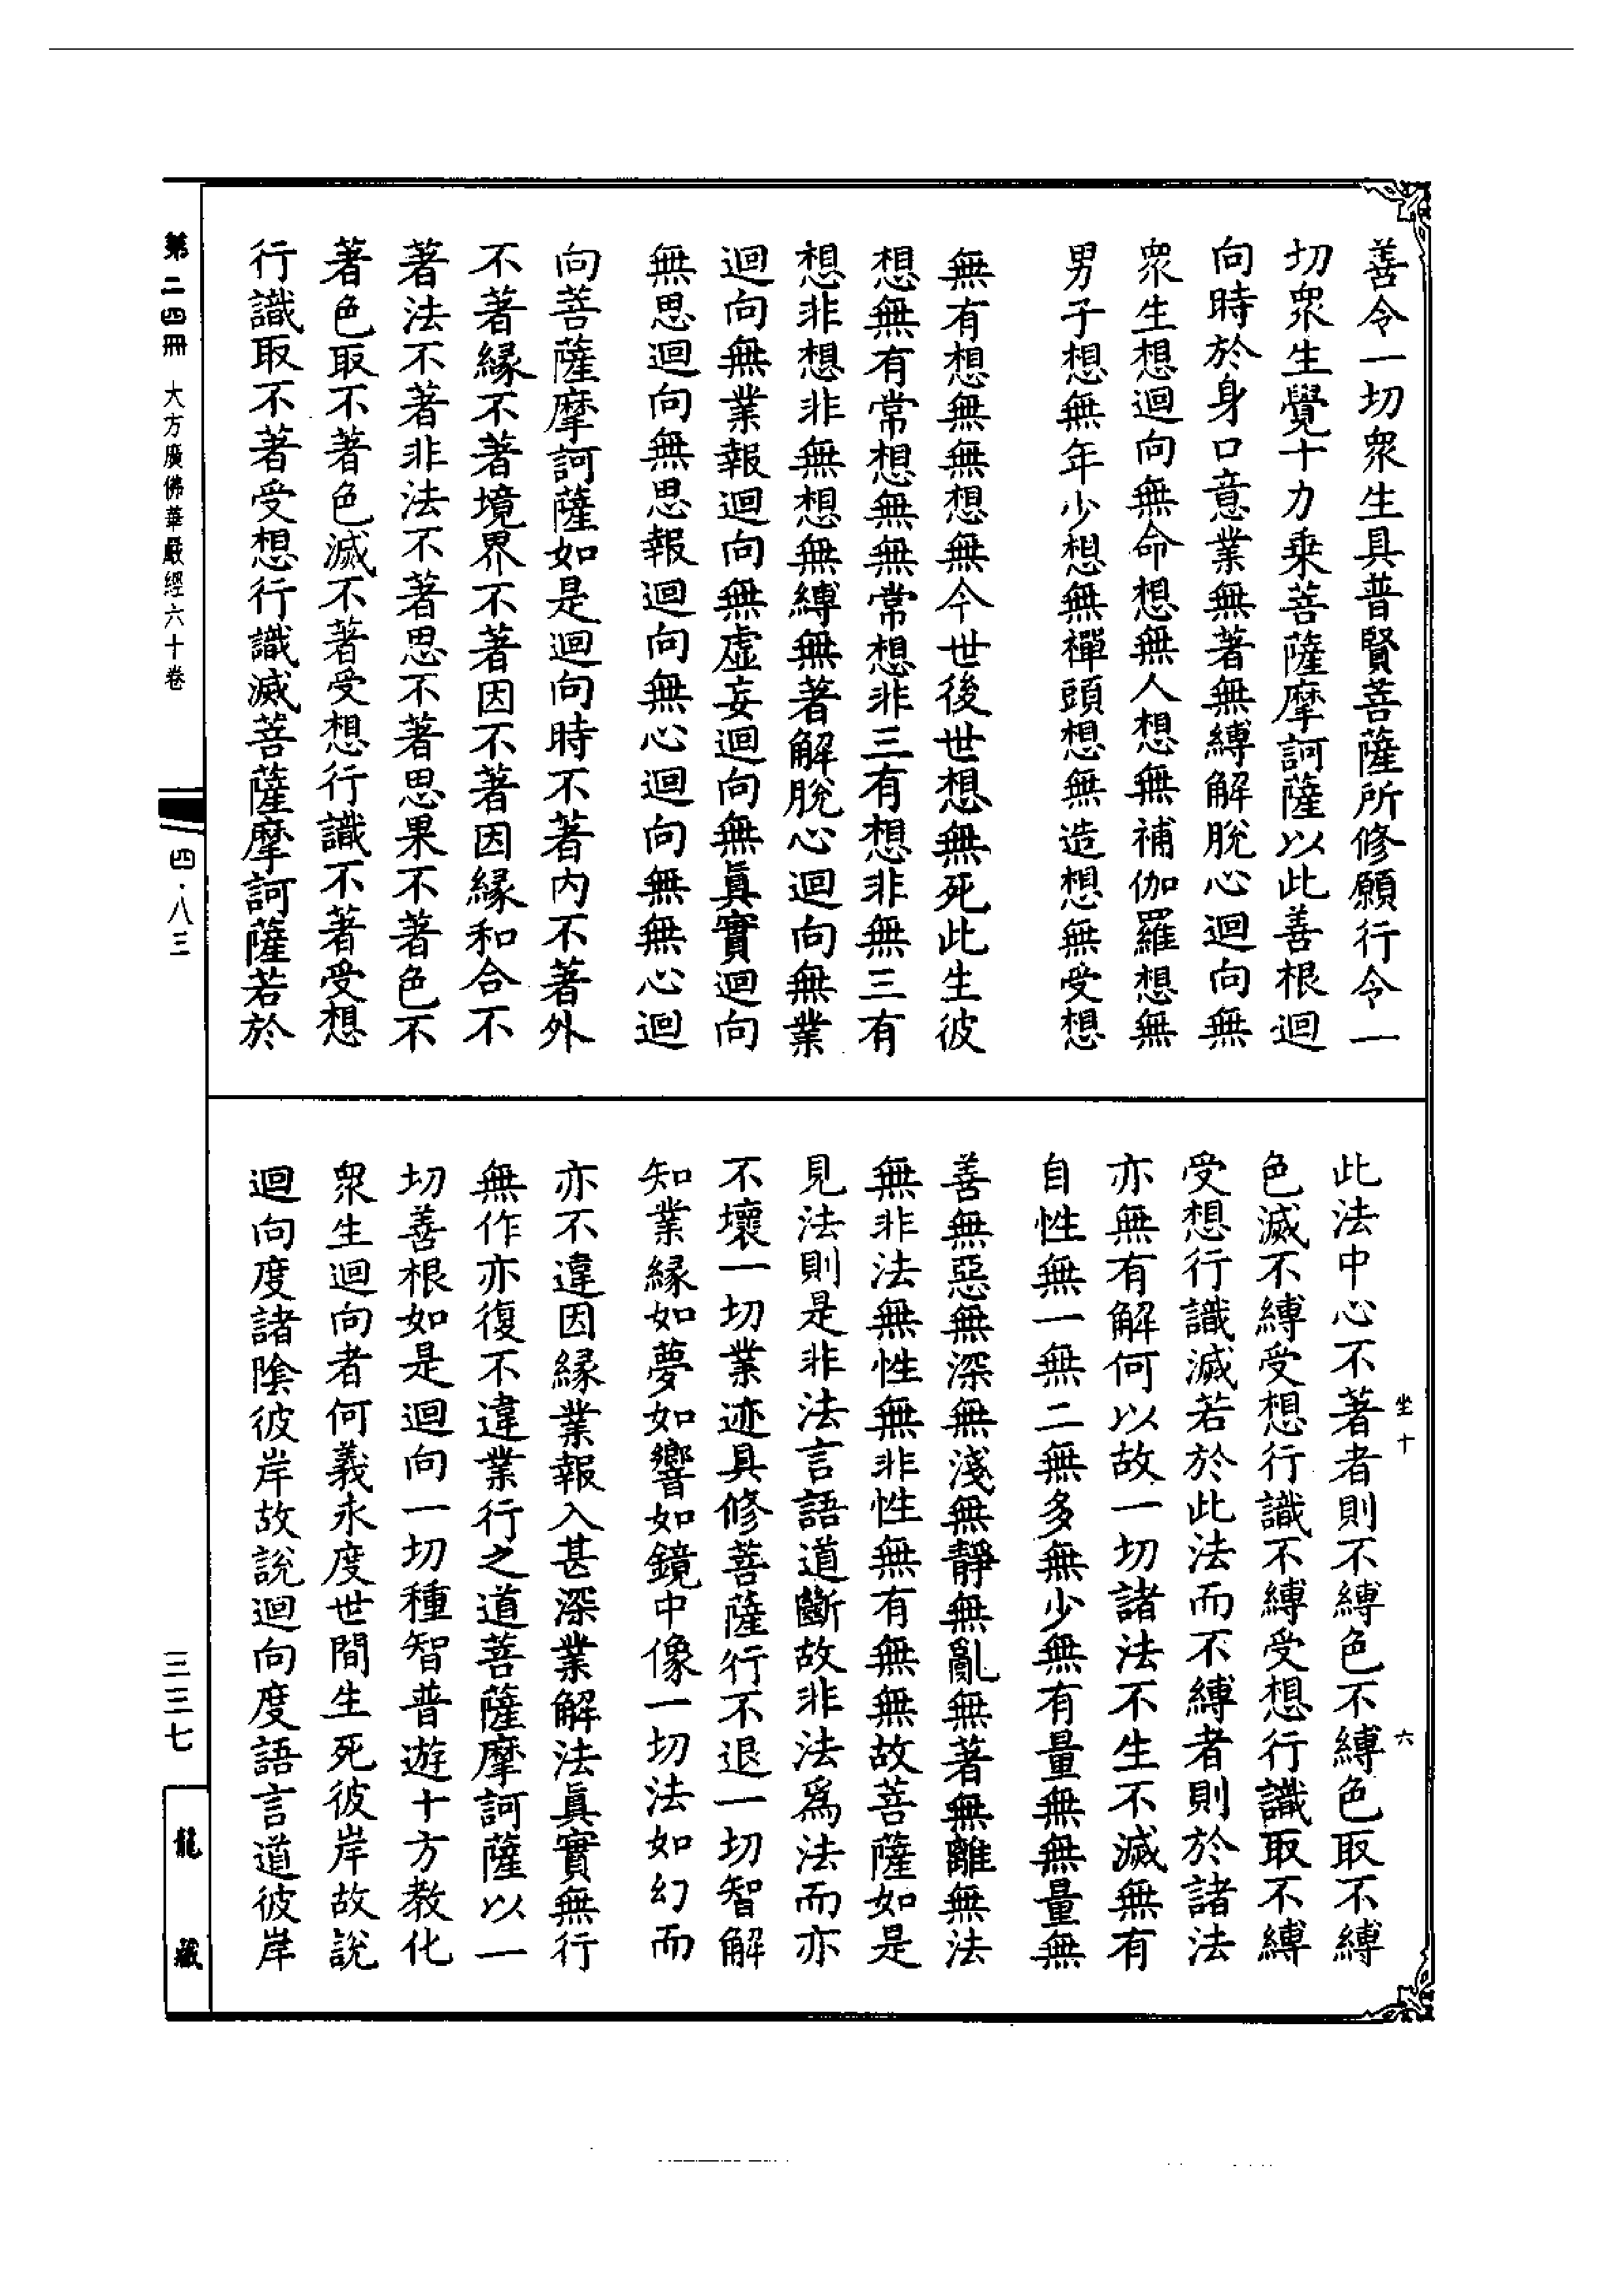 善令一切衆生具普賢菩薩所修願行令一
切衆生覺十力乘菩薩摩訶薩以此善根迴
向時於身口意業無著無縛解脫心迴向無
衆生想迴向無命想無人想無補伽羅想無
男子想無年少想無禪頭想無造想無受想
無有想無無想無今世後世想無死此生彼
想無有常想無無常想非三有想非無三有
想非想非無想無縛無著解脫心迴向無業
迴向無業報迴向無虛妄迴向無眞實迴向
無思迴向無思報迴向無心迴向無無心迴
向菩薩摩訶薩如是迴向時不著內不著外
不著緣不著境界不著因不著因緣和合不
著法不著非法不著思不著思果不著色不
著色取不著色滅不著受想行識不著受想
行識取不著受想行識滅菩薩摩訶薩若於
此法中心不著者則不縛色不縛色取不縛
色滅不縛受想行識不縛受想行識取不縛
受想行識滅若於此法而不縛者則於諸法
亦無有解何以故一切諸法不生不滅無有
自性無一無二無多無少無有量無無量無
善無惡無深無淺無靜無亂無著無離無法
無非法無性無非性無有無無故菩薩如是
見法則是非法言語道斷故非法爲法而亦
不壞一切業迹具修菩薩行不退一切智解
知業緣如夢如響如鏡中像一切法如幻而
亦不違因緣業報入甚深業解法眞實無行
無作亦復不違業行之道菩薩摩訶薩以一
切善根如是迴向一切種智普遊十方教化
衆生迴向者何義永度世間生死彼岸故說
迴向度諸陰彼岸故說迴向度語言道彼岸
坐十
六
第二四冊 大方廣佛華嚴經六十卷
四·八三
三三七
龍藏